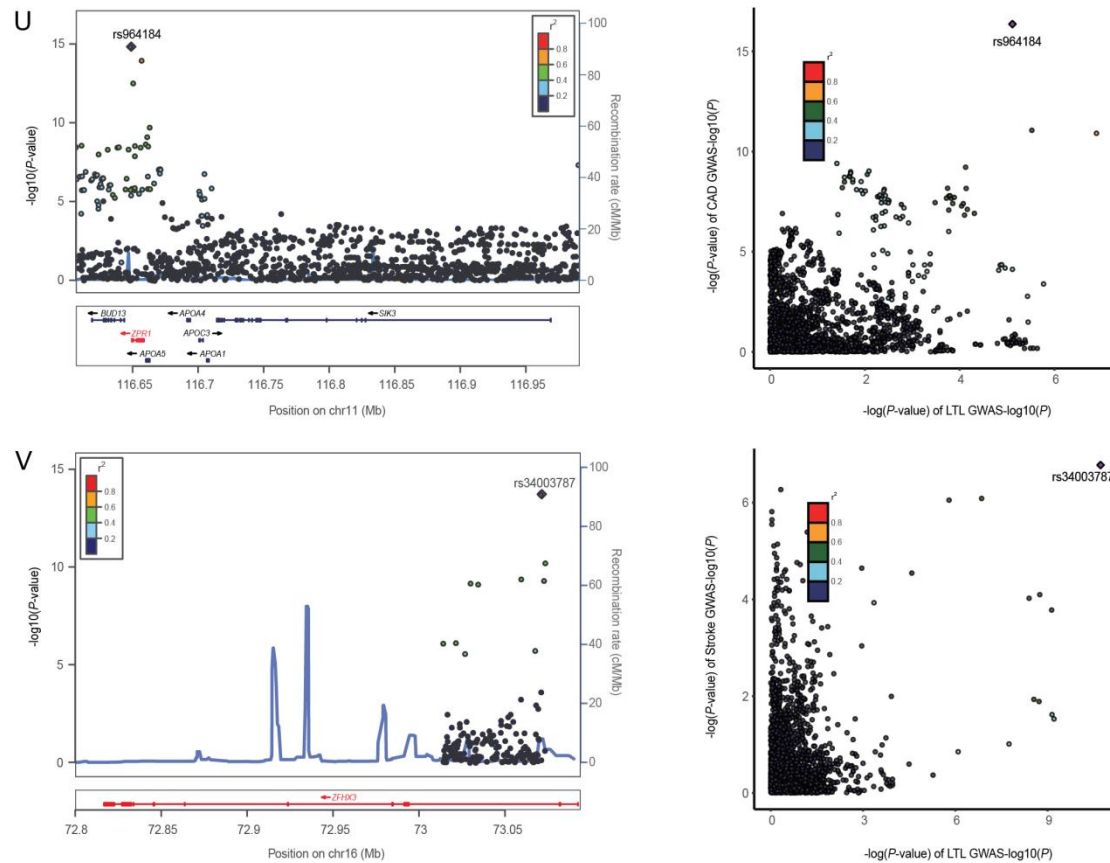 U
rs964184
r²
0.8
0.6
0.4
0.2
15
10
5
0
-log10(P-value)
100
80
60
40
20
0
Recombination rate (cM/Mb)
BUD13
APOA4
SIK3
ZPR1
APOC3
APOA5
APOA1
116.65
116.7
116.75
116.8
116.85
116.9
116.95
Position on chr11 (Mb)
rs964184
r²
0.8
0.6
0.4
0.2
15
10
5
0
-log(P-value) of CAD GWAS-log10(P)
0
2
4
6
-log(P-value) of LTL GWAS-log10(P)
V
r²
0.8
0.6
0.4
0.2
rs34003787
15
10
5
0
-log10(P-value)
100
80
60
40
20
0
Recombination rate (cM/Mb)
ZFHX3
72.8
72.85
72.9
72.95
73
73.05
Position on chr16 (Mb)
rs34003787
r²
0.8
0.6
0.4
0.2
6
4
2
0
-log(P-value) of Stroke GWAS-log10(P)
0
3
6
9
-log(P-value) of LTL GWAS-log10(P)